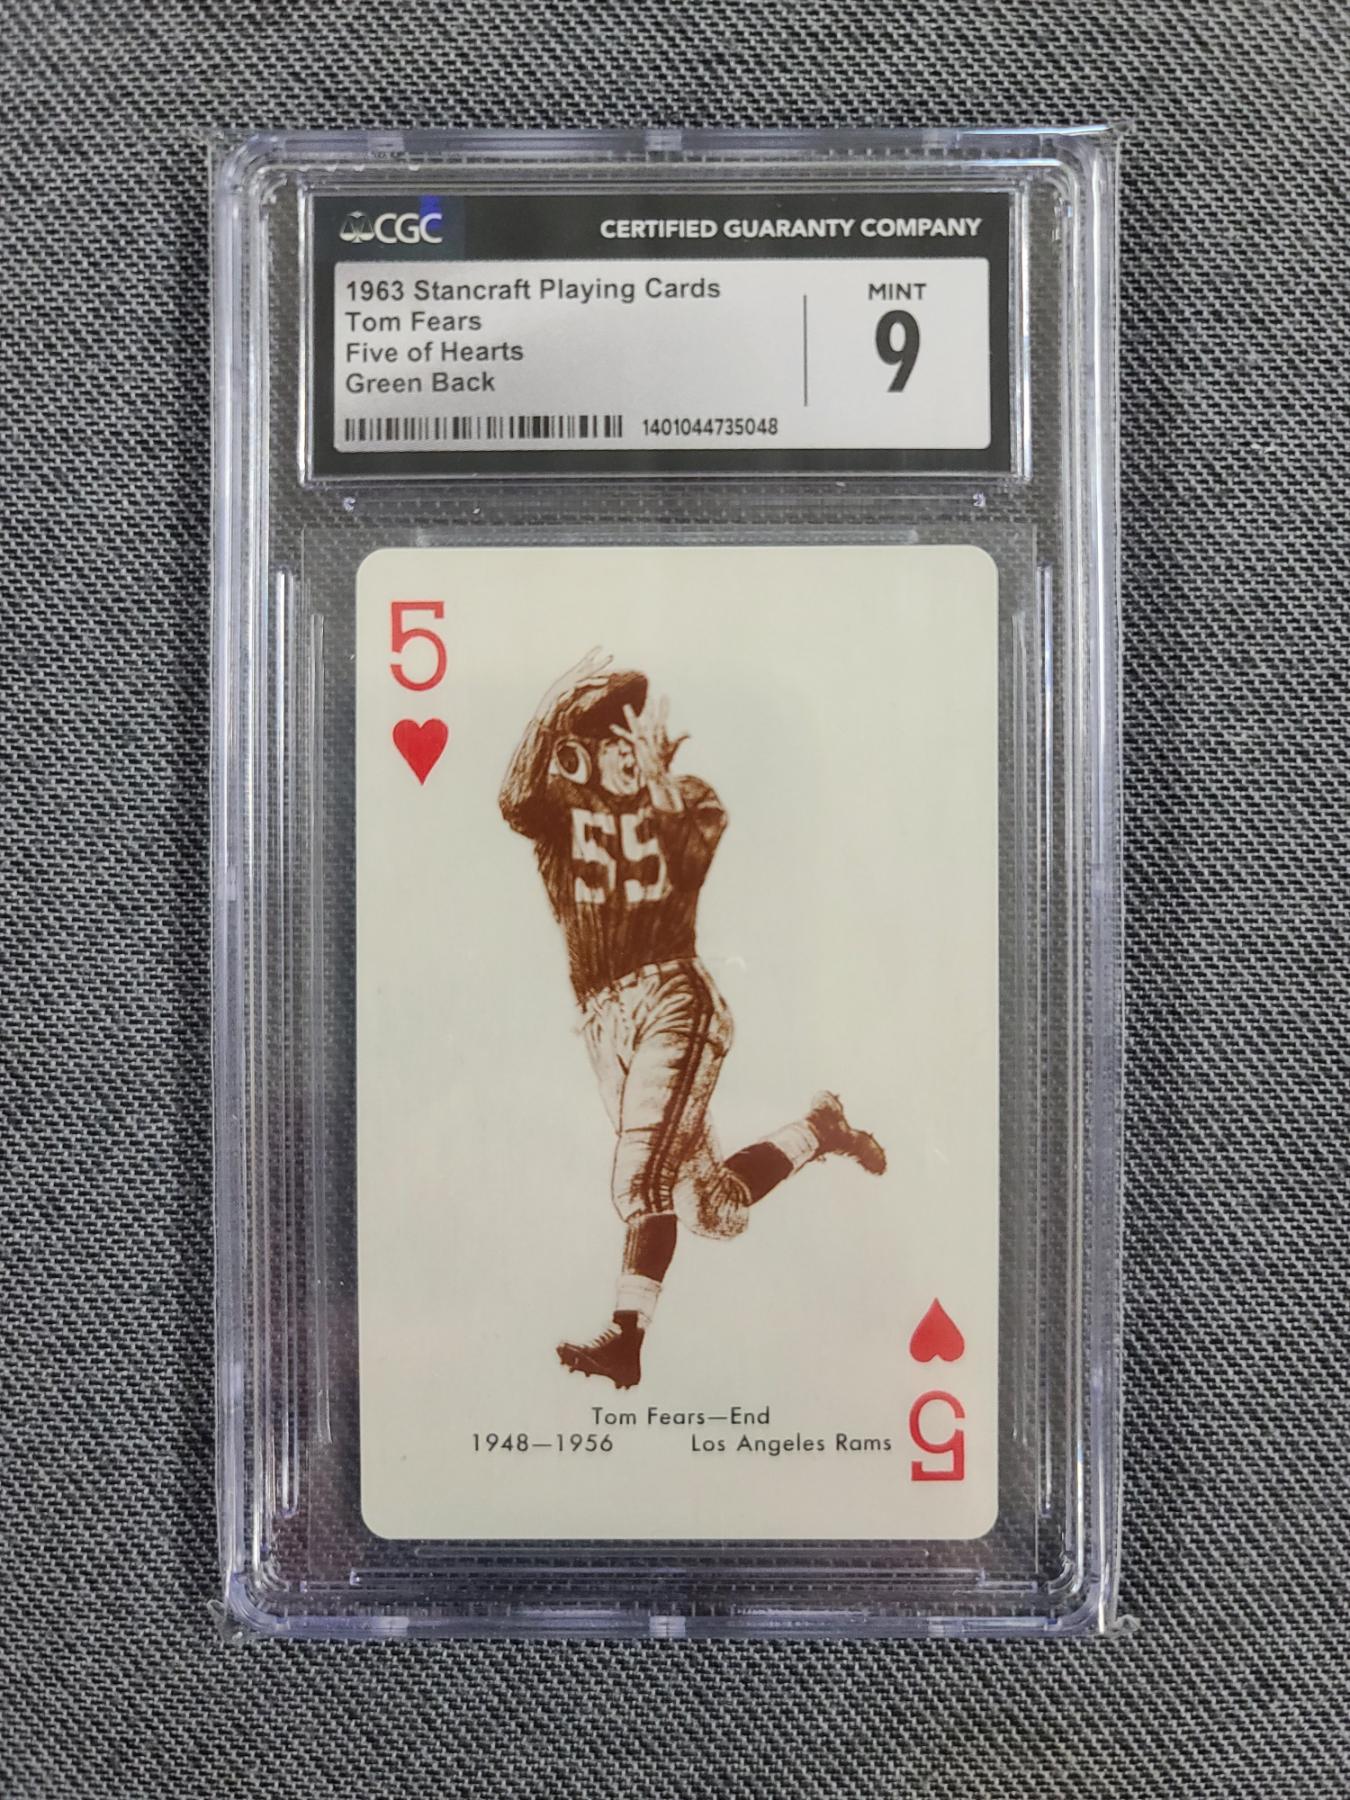 CGC
CERTIFIED GUARANTY COMPANY
1963 Stancraft Playing Cards
Tom Fears
Five of Hearts
Green Back
MINT
9
1401044735048
5
55
Tom Fears—End
1948—1956 Los Angeles Rams
5